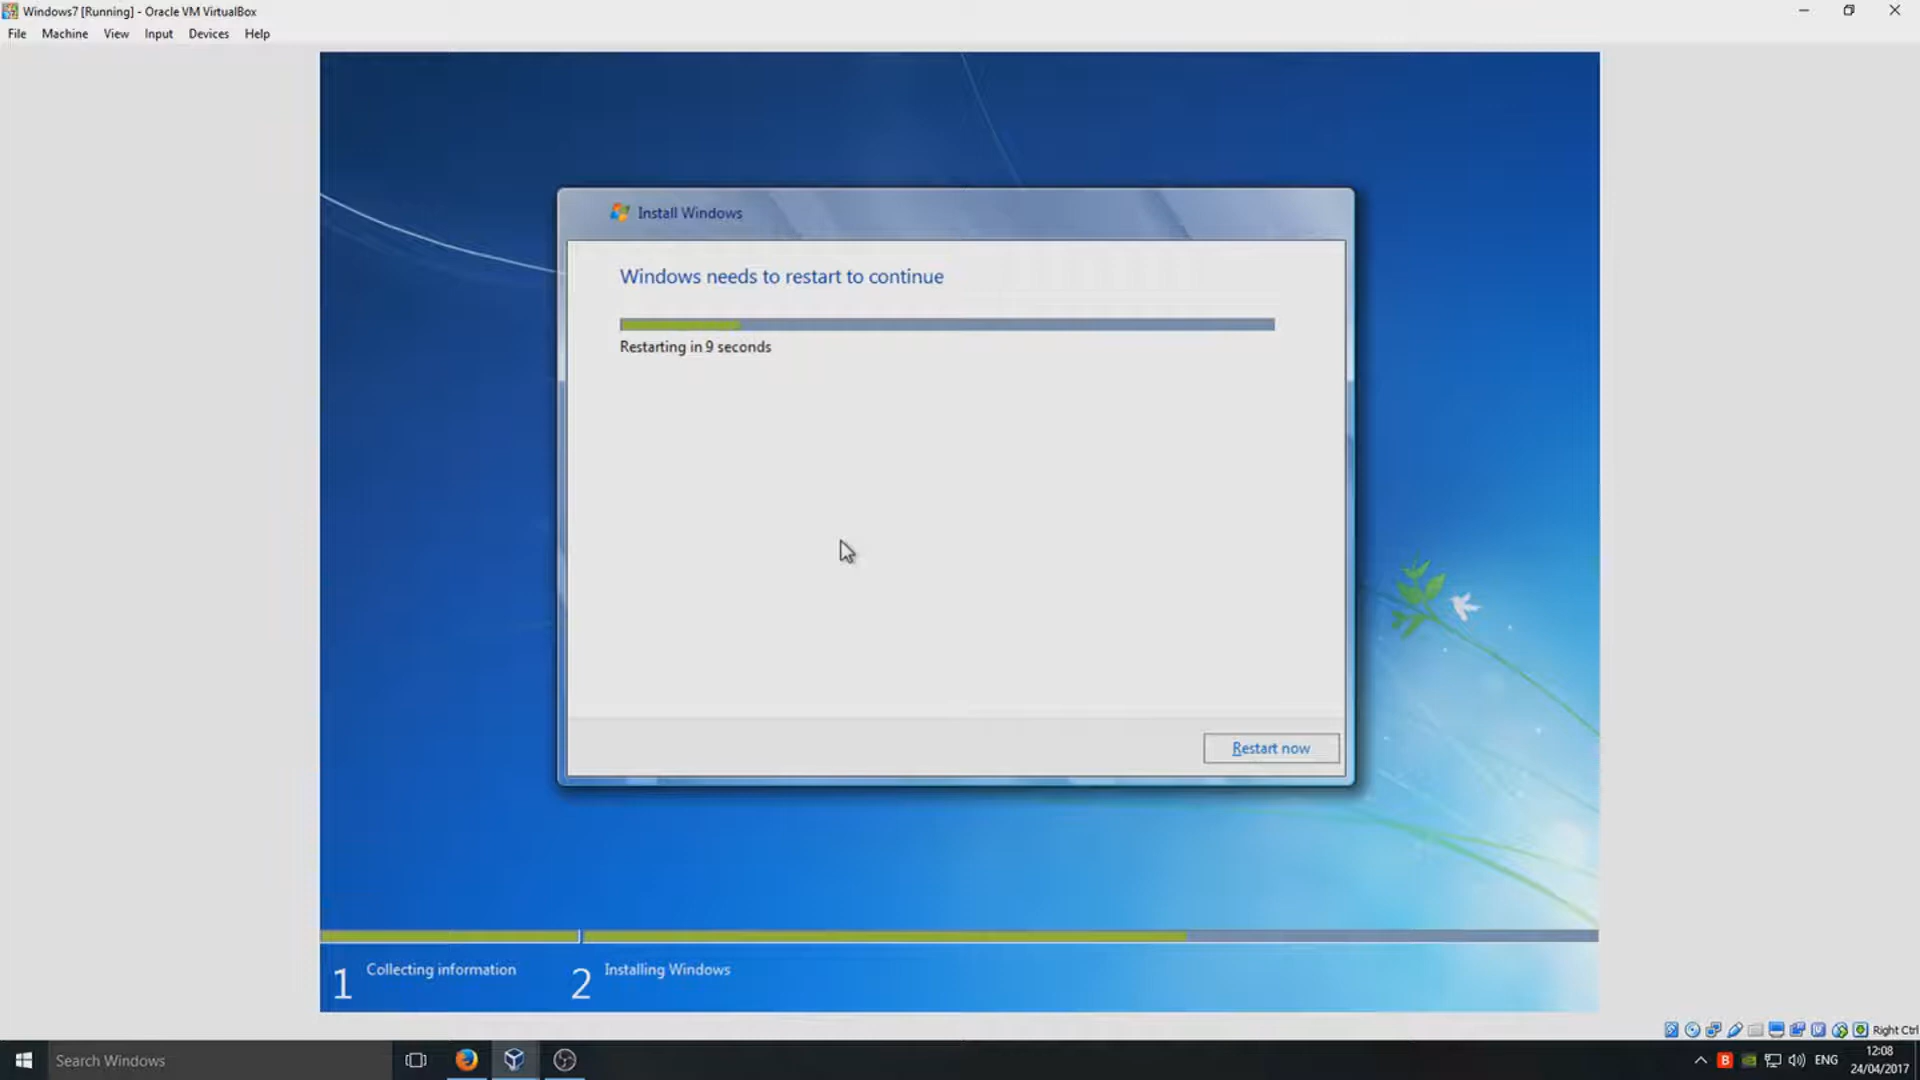 Windows7 [Running] - Oracle VM VirtualBox
File Machine View Input Devices Help
Install Windows
Windows needs to restart to continue
Restarting in 9 seconds
Restart now
1 Collecting information 2 Installing Windows
Right Ctrl
Search Windows
B
ENG
12:08
24/04/2017